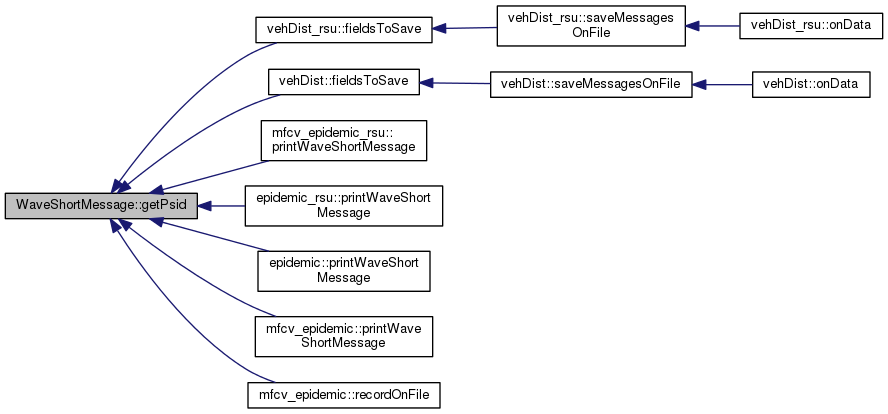 vehDist_rsu::fieldsToSave
vehDist_rsu::saveMessages
OnFile
vehDist_rsu::onData
vehDist::fieldsToSave
vehDist::saveMessagesOnFile
vehDist::onData
mfcv_epidemic_rsu::
printWaveShortMessage
WaveShortMessage::getPsid
epidemic_rsu::printWaveShort
Message
epidemic::printWaveShort
Message
mfcv_epidemic::printWave
ShortMessage
mfcv_epidemic::recordOnFile